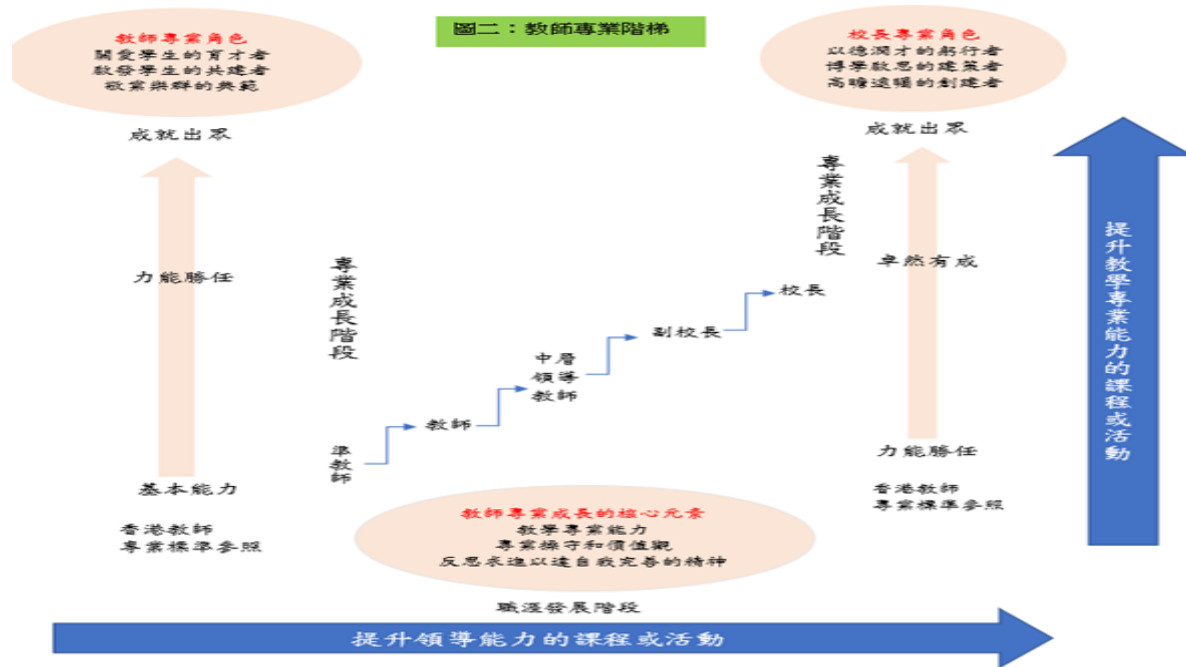 圖二：教師專業階梯
教師專業角色
關愛學生的育才者
啟發學生的共建者
敬業樂群的典範
成就出眾
力能勝任
基本能力
香港教師
專業標準參照
專業成長階段
準教師
教師
中層
領導
教師
副校長
校長
專業成長階段
校長專業角色
以德潤才的躬行者
博學啟思的建策者
高瞻遠矚的創建者
成就出眾
卓然有成
力能勝任
香港教師
專業標準參照
提升教學專業能力的課程或活動
教師專業成長的核心元素
教學專業能力
專業操守和價值觀
反思求進以達自我完善的精神
職涯發展階段
提升領導能力的課程或活動